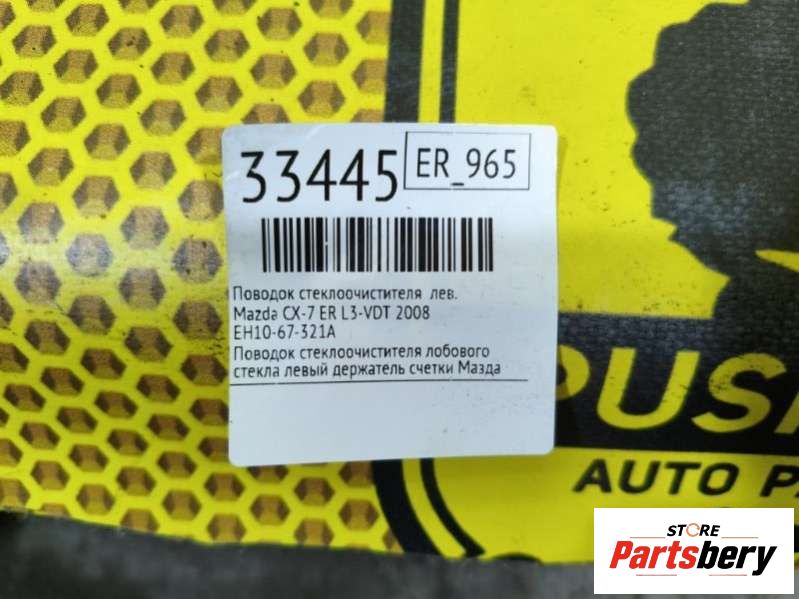 33445
ER_965
Поводок стеклоочистителя лев.
Mazda CX-7 ER L3-VDT 2008
EH10-67-321A
Поводок стеклоочистителя лобового
стекла левый держатель счетки Мазда
AUTO
STORE
Partsbery